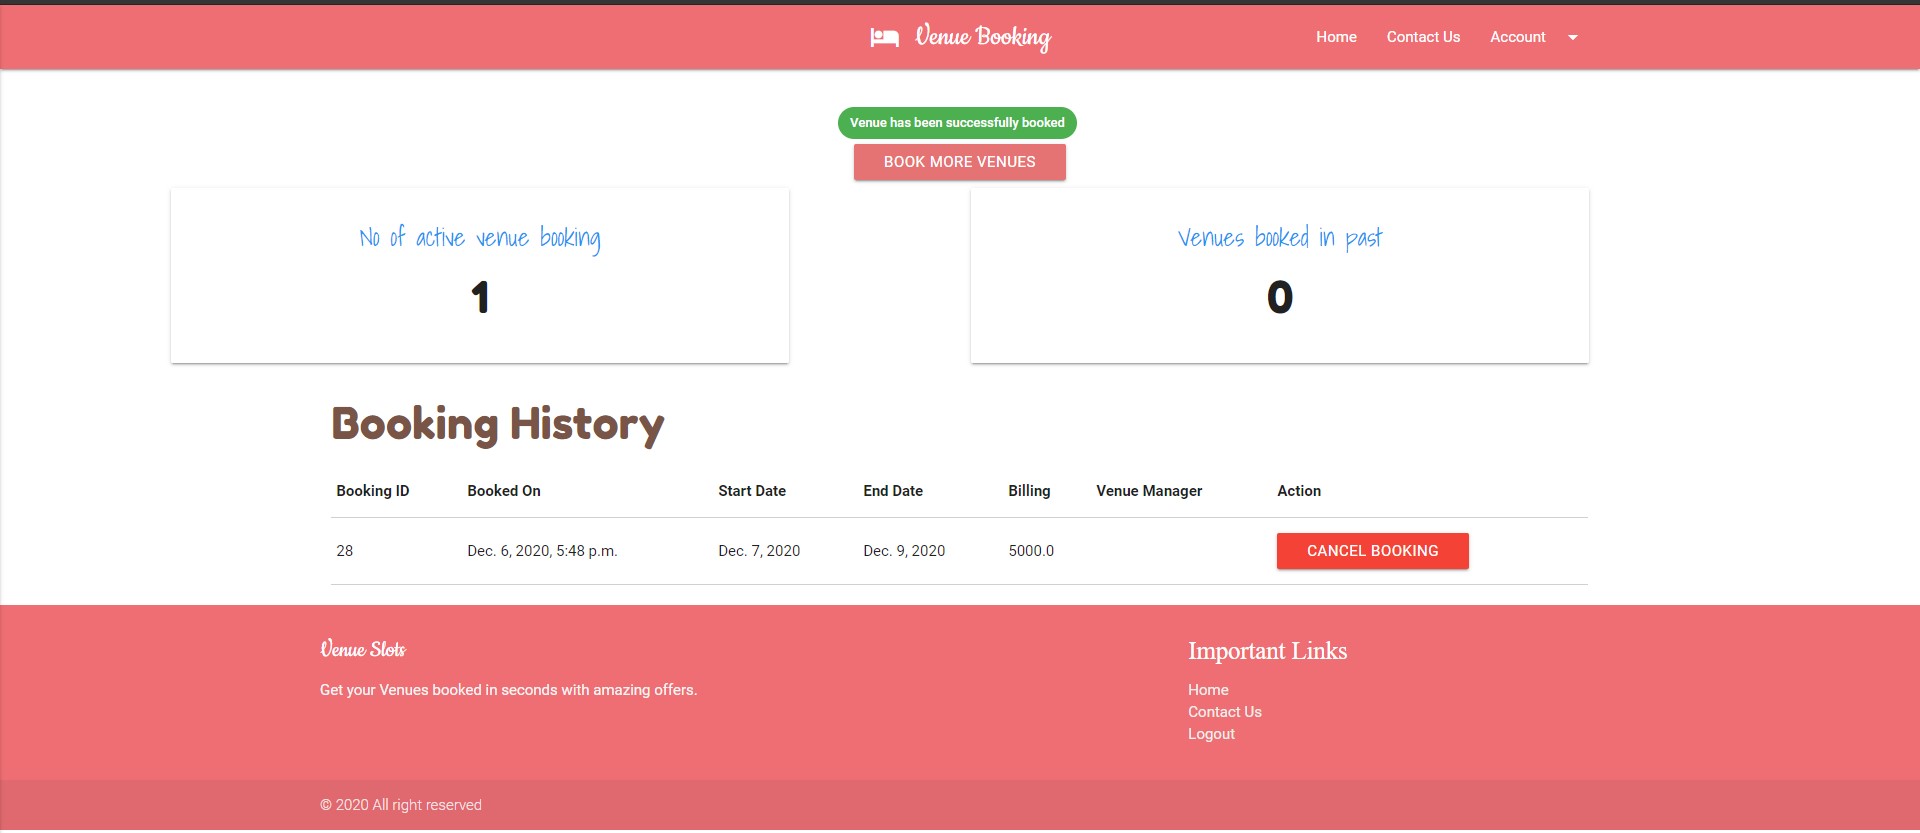 Venue Booking
Home Contact Us Account
Venue has been successfully booked
BOOK MORE VENUES
No of active venue booking
1
Venues booked in past
0
Booking History
Booking ID Booked On Start Date End Date Billing Venue Manager Action
28 Dec. 6, 2020, 5:48 p.m. Dec. 7, 2020 Dec. 9, 2020 5000.0 CANCEL BOOKING
Venue Slots
Get your Venues booked in seconds with amazing offers.
Important Links
Home
Contact Us
Logout
© 2020 All right reserved